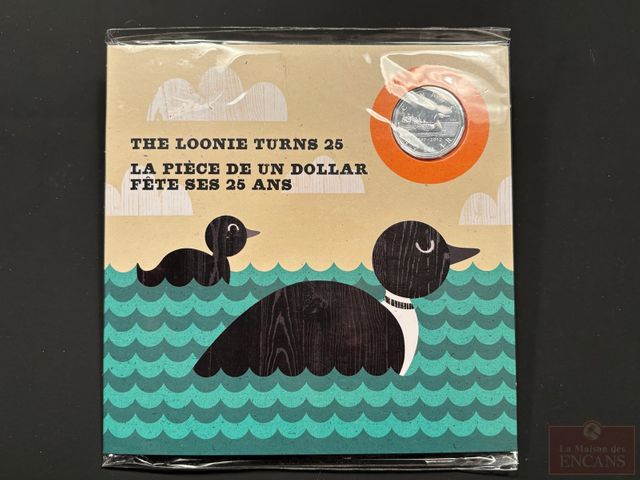 THE LOONIE TURNS 25
LA PIÈCE DE UN DOLLAR
FÊTE SES 25 ANS
La Maison des
ENCANS